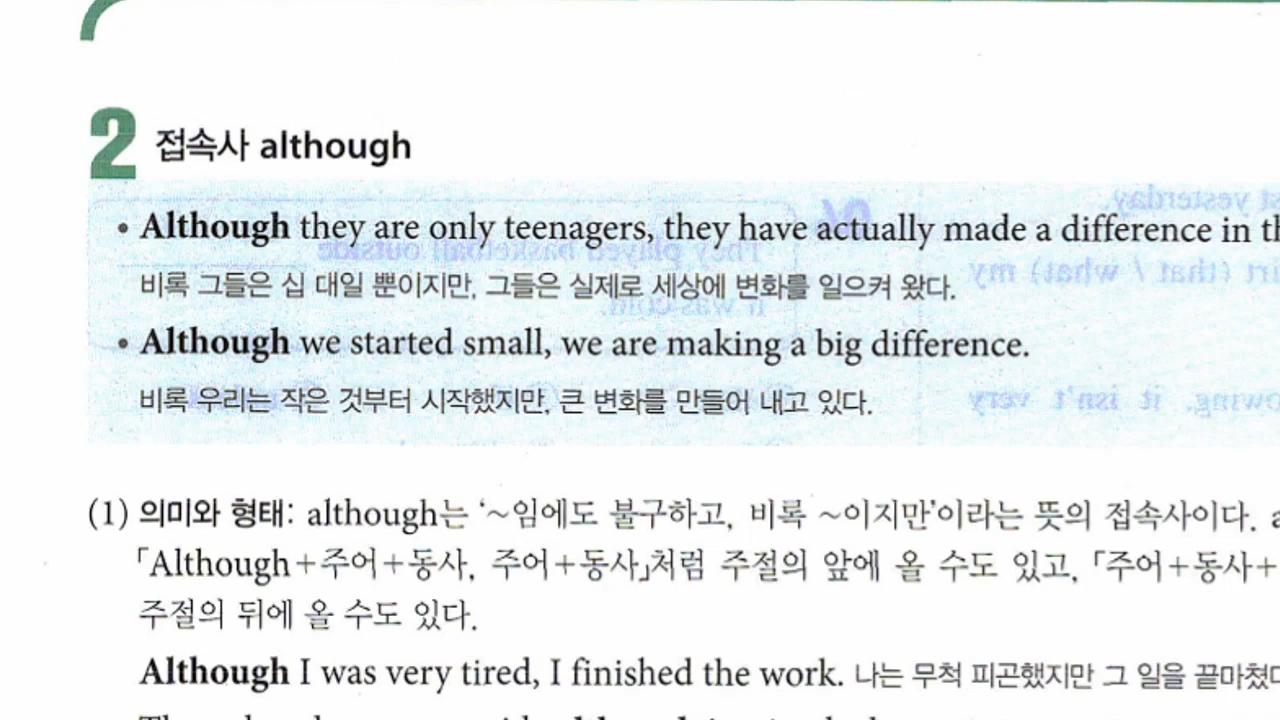 2 접속사 although
• Although they are only teenagers, they have actually made a difference in
비록 그들은 십 대일 뿐이지만, 그들은 실제로 세상에 변화를 일으켜 왔다.
• Although we started small, we are making a big difference.
비록 우리는 작은 것부터 시작했지만, 큰 변화를 만들어 내고 있다.
(1) 의미와 형태: although는 ‘~임에도 불구하고, 비록 ~이지만’이라는 뜻의 접속사이다.
「Although+주어+동사, 주어+동사」처럼 주절의 앞에 올 수도 있고, 「주어+동사+
주절의 뒤에 올 수도 있다.
Although I was very tired, I finished the work. 나는 무척 피곤했지만 그 일을